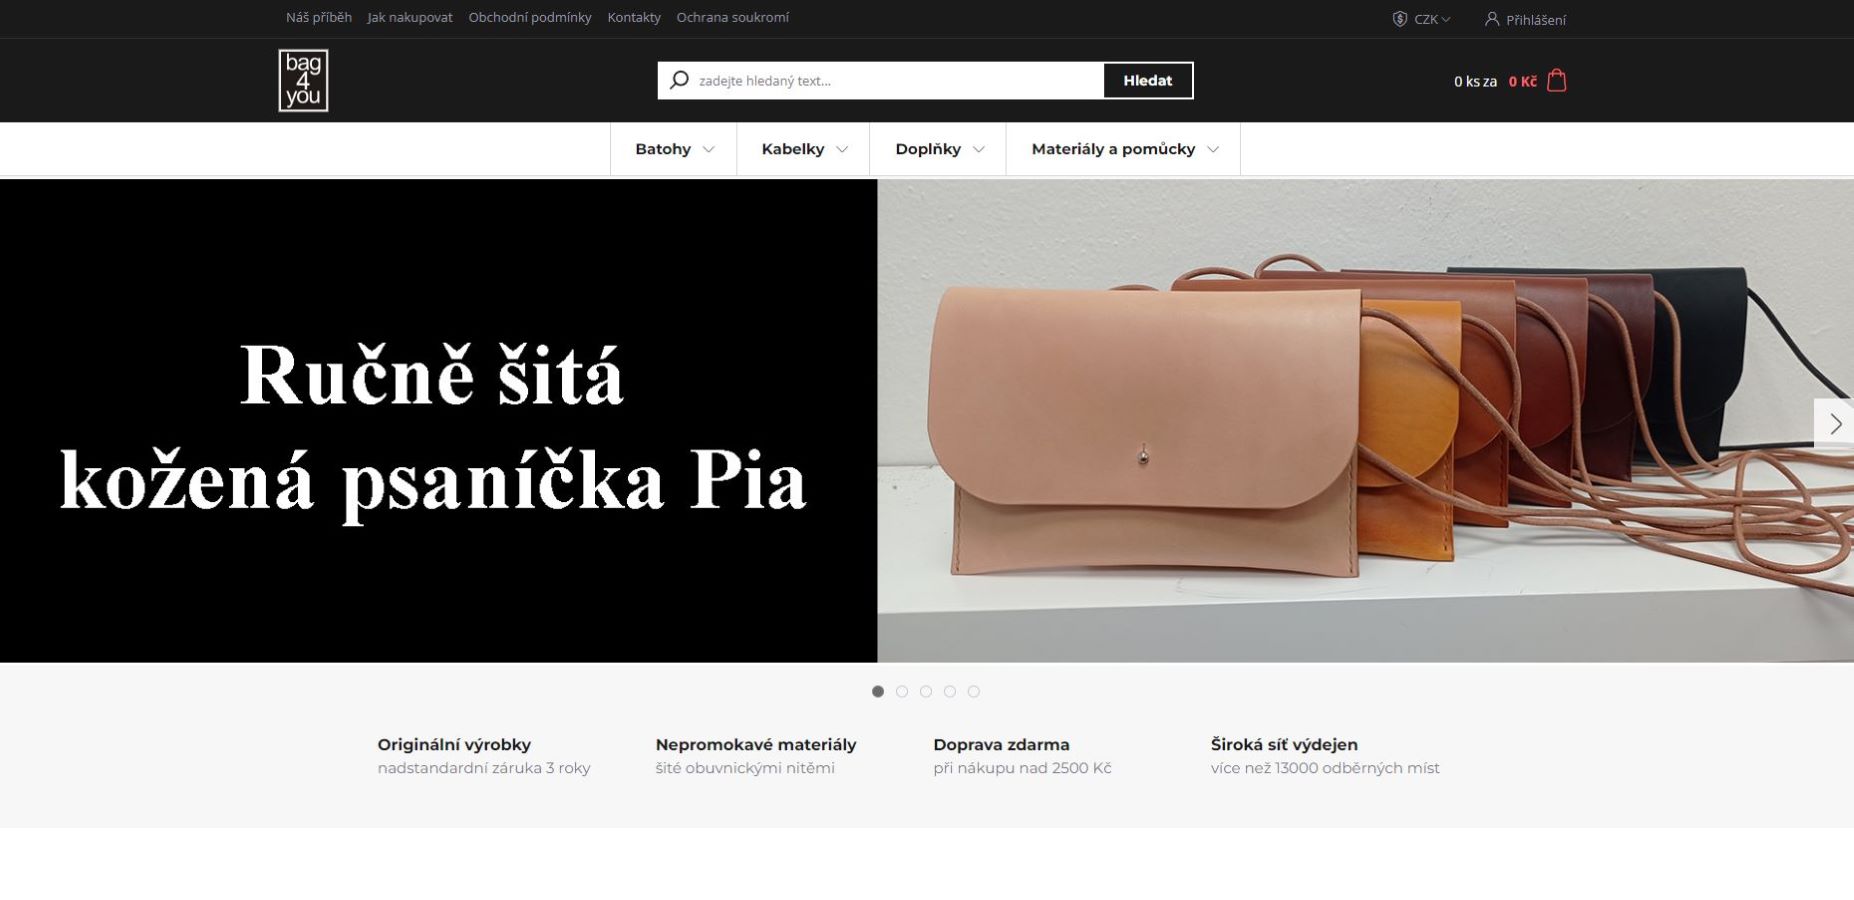 Náš příběh Jak nakupovat Obchodní podmínky Kontakty Ochrana soukromí CZK Přihlášení
bag
4
you
zadejte hledaný text... Hledat 0 ks za 0 Kč
Batohy Kabelky Doplňky Materiály a pomůcky
Ručně šitá
kožená psaníčka Pia
Originální výrobky
nadstandardní záruka 3 roky
Nepromokavé materiály
šité obuvnickými nitěmi
Doprava zdarma
při nákupu nad 2500 Kč
Široká síť výdejen
více než 13000 odběrných míst